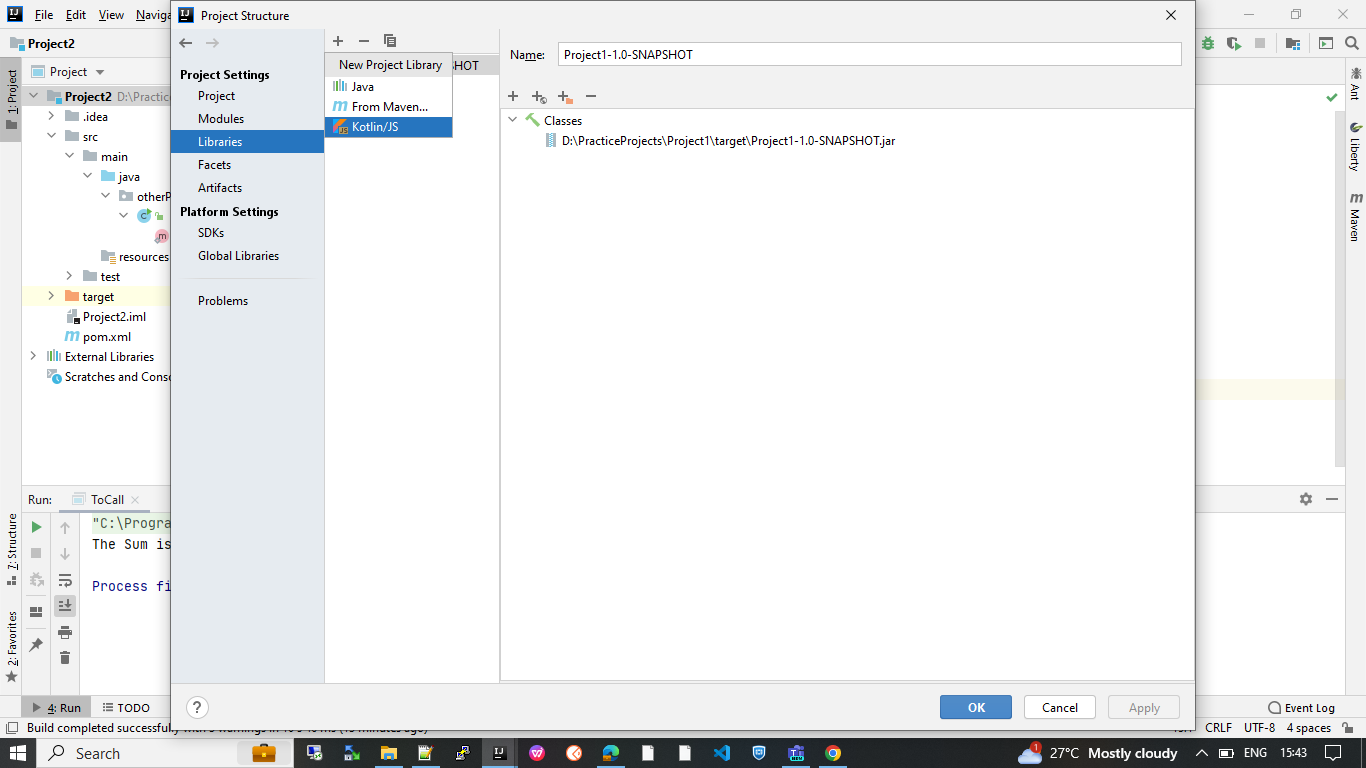 File Edit View Naviga
Project Structure
Project2
Project
Project2 D:\Practice
.idea
src
main
java
otherP
resources
test
target
Project2.iml
pom.xml
External Libraries
Scratches and Conso
1: Project
7: Structure
2: Favorites
Project Settings
Project
Modules
Libraries
Facets
Artifacts
Platform Settings
SDKs
Global Libraries
Problems
New Project Library
SHOT
Java
From Maven...
Kotlin/JS
Name: Project1-1.0-SNAPSHOT
Classes
D:\PracticeProjects\Project1\target\Project1-1.0-SNAPSHOT.jar
Ant
Liberty
Maven
Run: ToCall
"C:\Progra
The Sum is
Process fi
OK Cancel Apply
4: Run TODO
Event Log
Build completed successfully
CRLF UTF-8 4 spaces
Search
27°C Mostly cloudy ENG 15:43